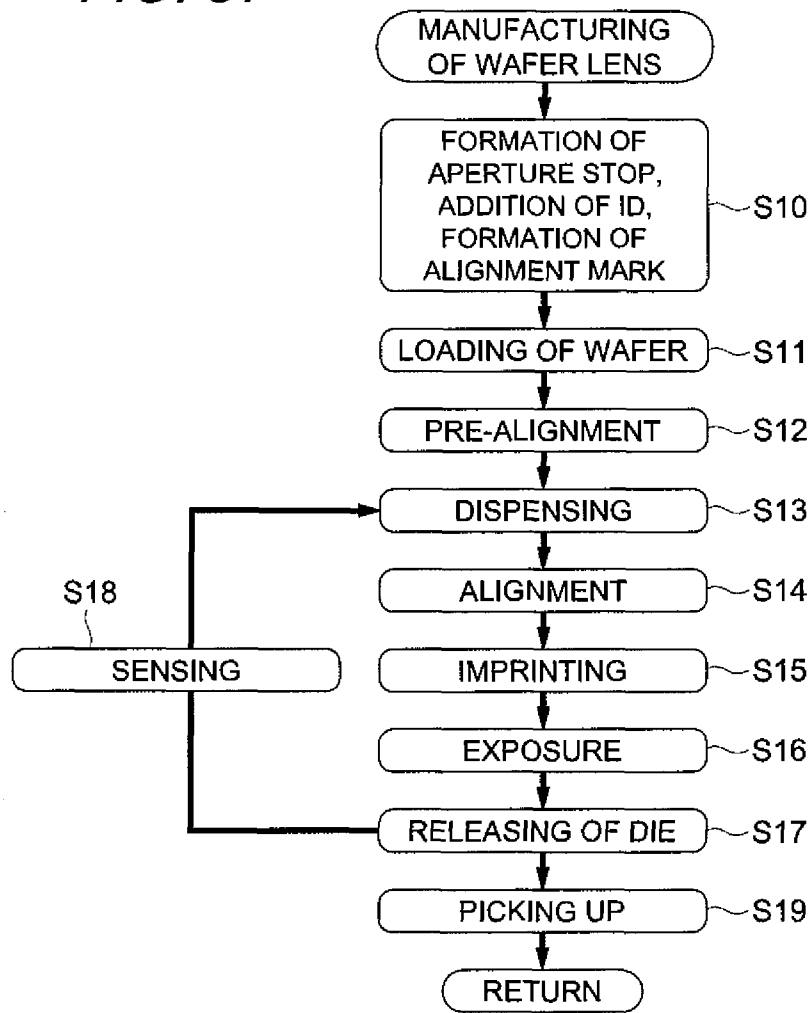 MANUFACTURING
OF WAFER LENS
FORMATION OF
APERTURE STOP,
ADDITION OF ID,
FORMATION OF
ALIGNMENT MARK
S10
LOADING OF WAFER
S11
PRE-ALIGNMENT
S12
DISPENSING
S13
ALIGNMENT
S14
S18
SENSING
IMPRINTING
S15
EXPOSURE
S16
RELEASING OF DIE
S17
PICKING UP
S19
RETURN